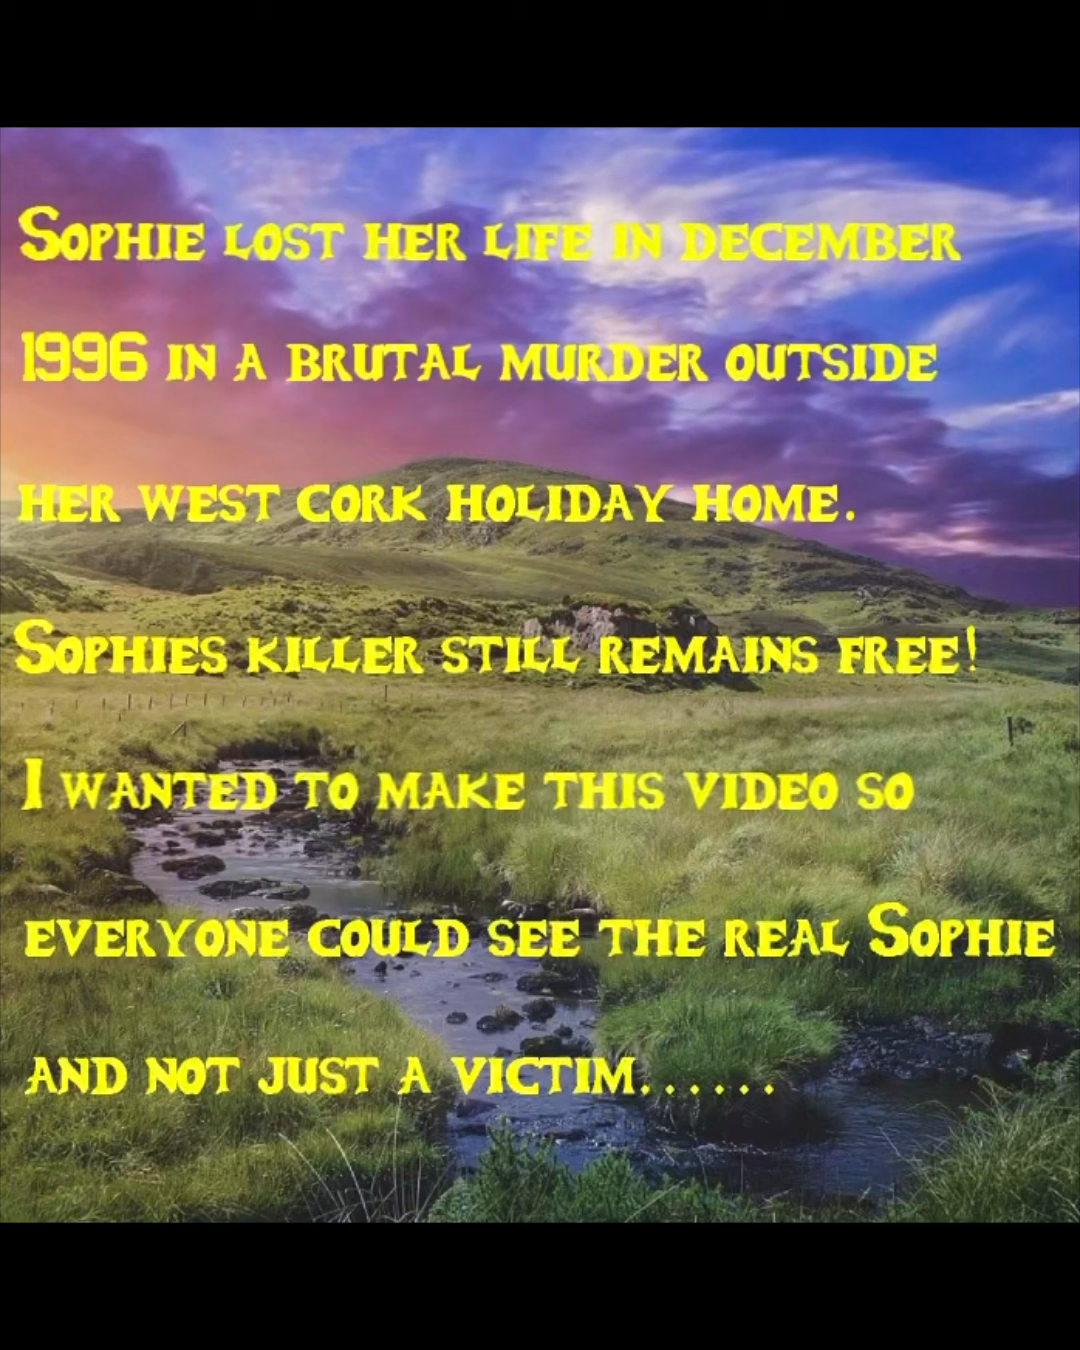 Sophie lost her life in december
1996 in a brutal murder outside
her west cork holiday home.
Sophies killer still remains free!
I wanted to make this video so
everyone could see the real Sophie
and not just a victim......